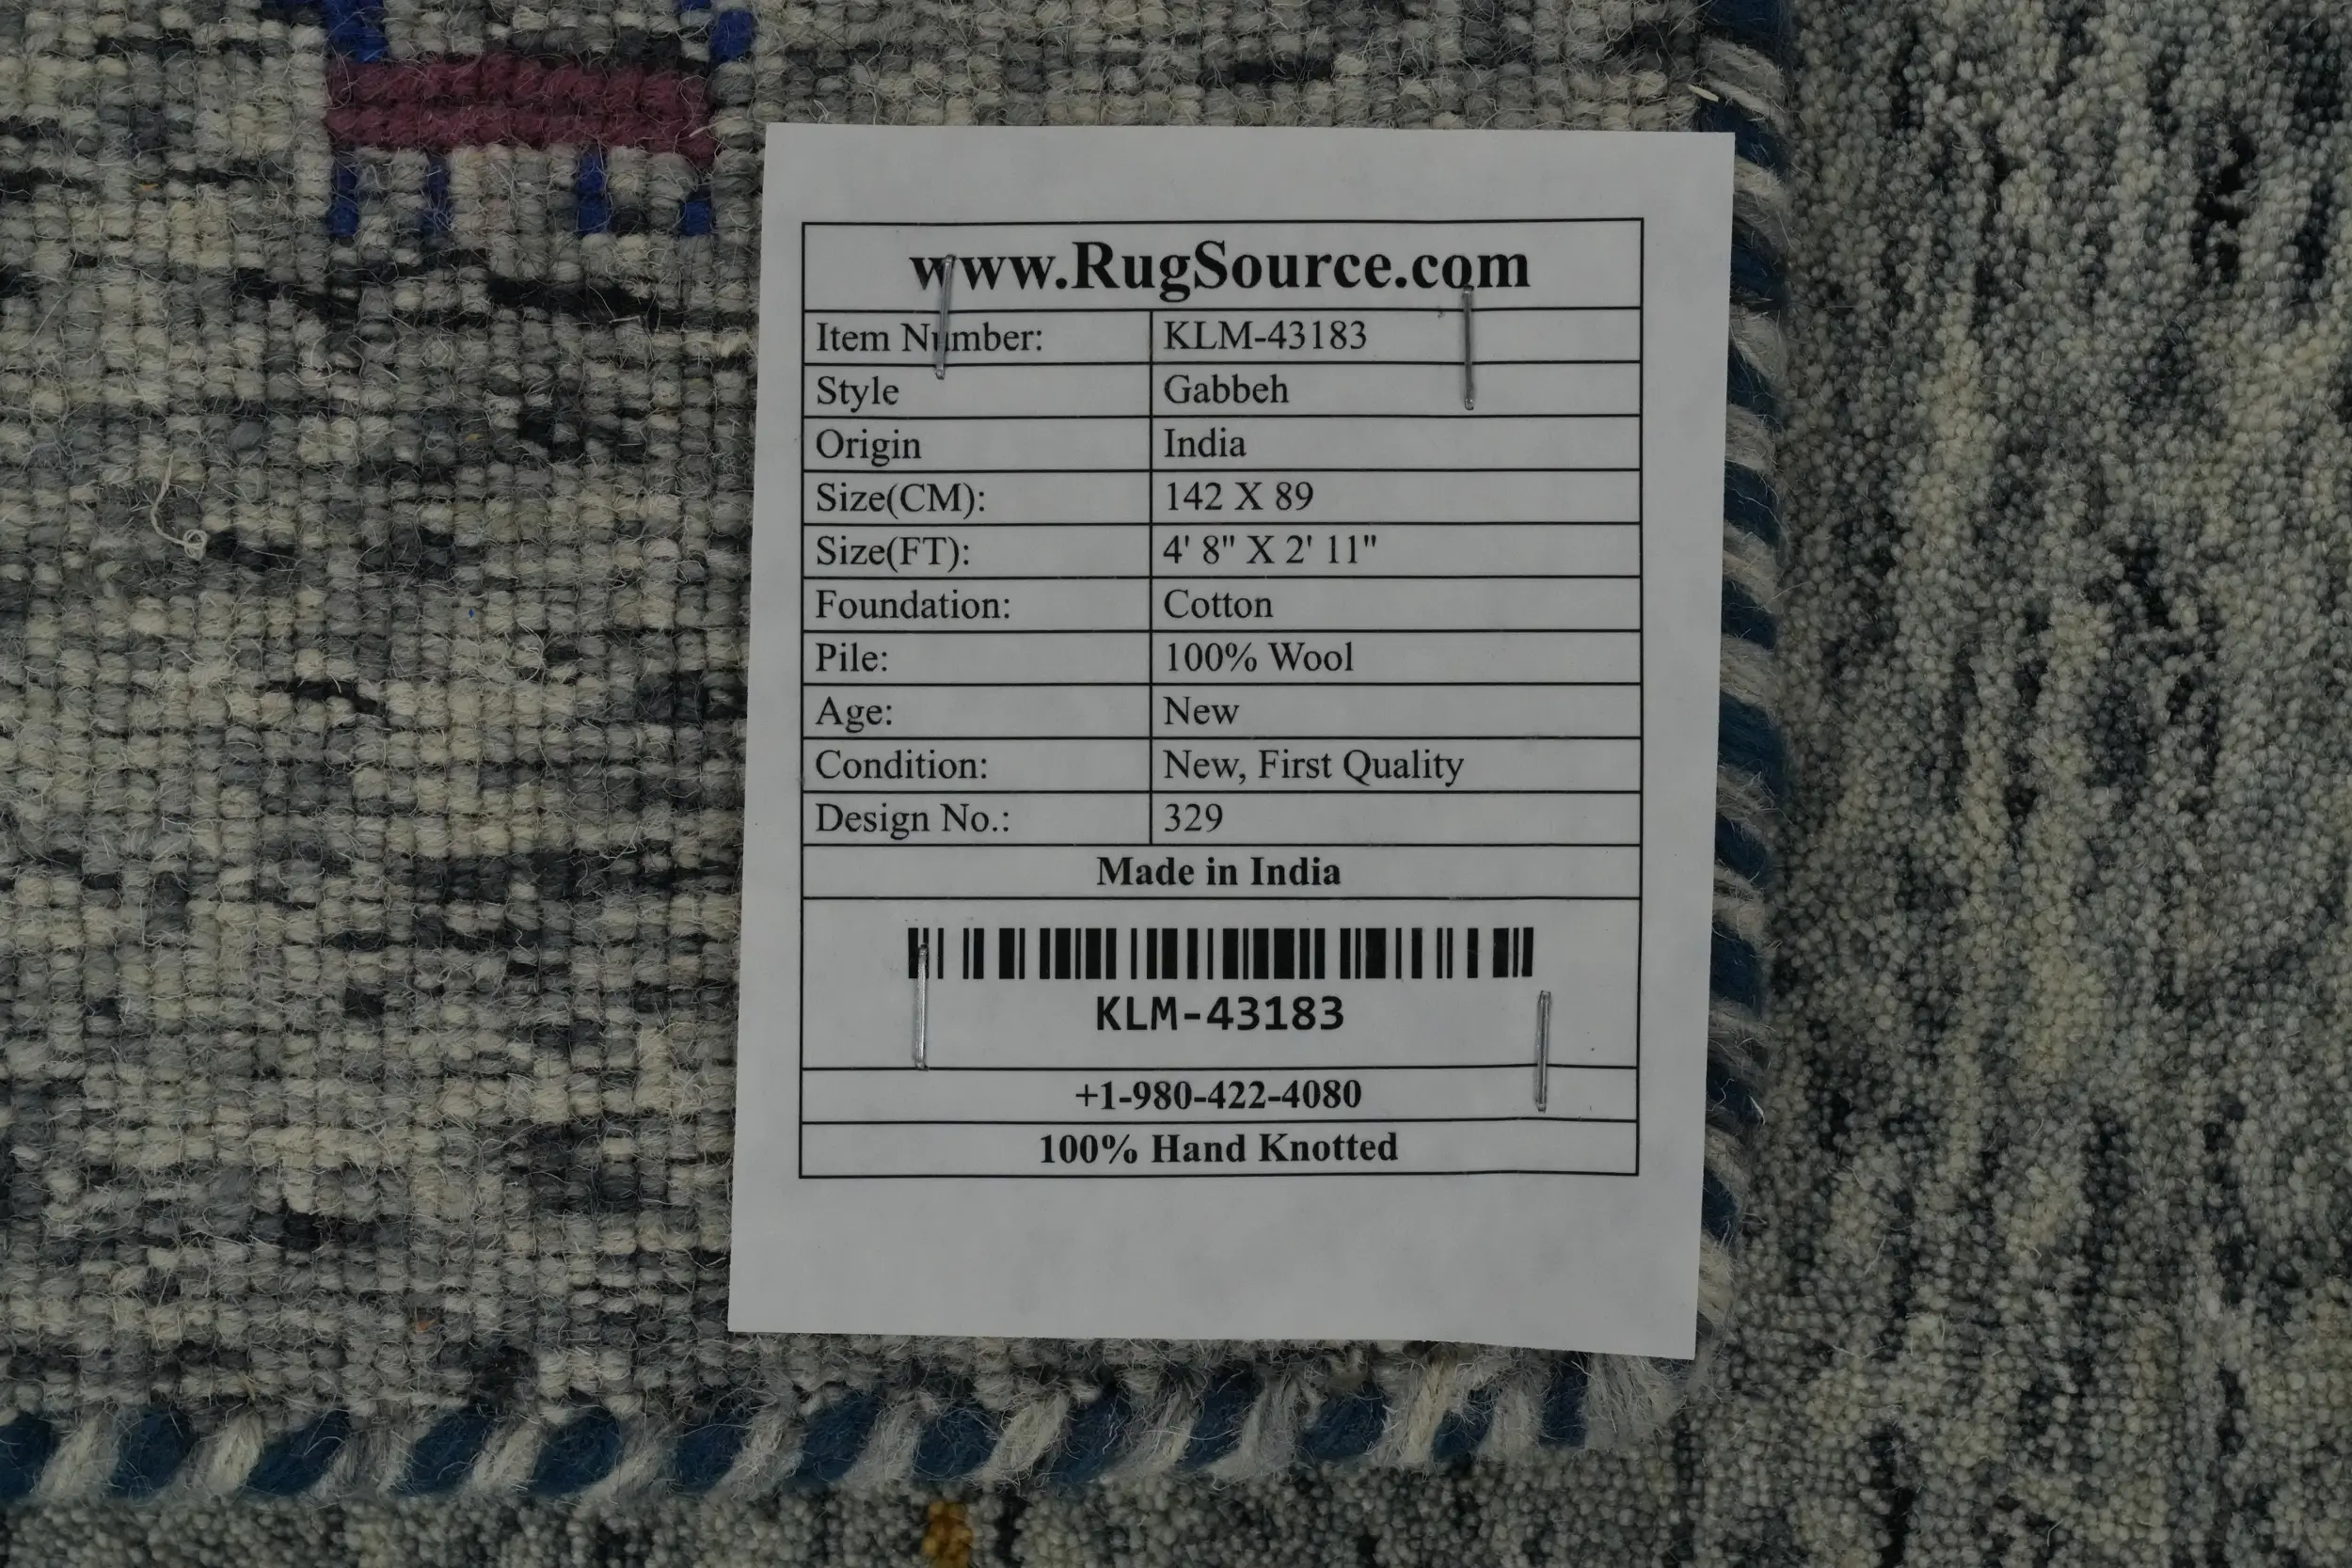 www.RugSource.com
Item Number: KLM-43183
Style Gabbeh
Origin India
Size(CM): 142 X 89
Size(FT): 4' 8" X 2' 11"
Foundation: Cotton
Pile: 100% Wool
Age: New
Condition: New, First Quality
Design No.: 329
Made in India
KLM-43183
+1-980-422-4080
100% Hand Knotted